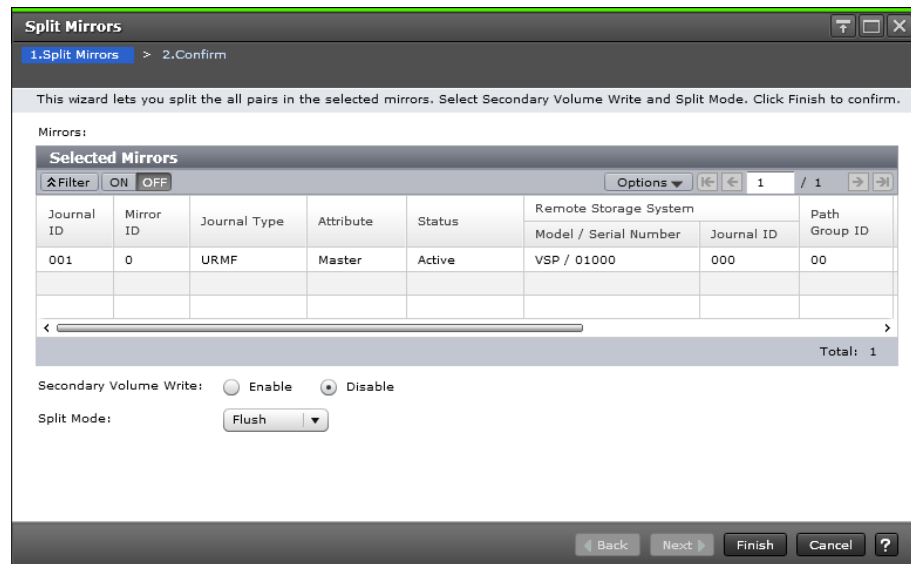 Split Mirrors
1.Split Mirrors > 2.Confirm
This wizard lets you split the all pairs in the selected mirrors. Select Secondary Volume Write and Split Mode. Click Finish to confirm.
Mirrors:
Selected Mirrors
Filter ON OFF Options 1 / 1
Journal ID Mirror ID Journal Type Attribute Status Remote Storage System Path Group ID
Model / Serial Number Journal ID
001 0 URMF Master Active VSP / 01000 000 00
Total: 1
Secondary Volume Write: Enable Disable
Split Mode: Flush
Back Next Finish Cancel ?